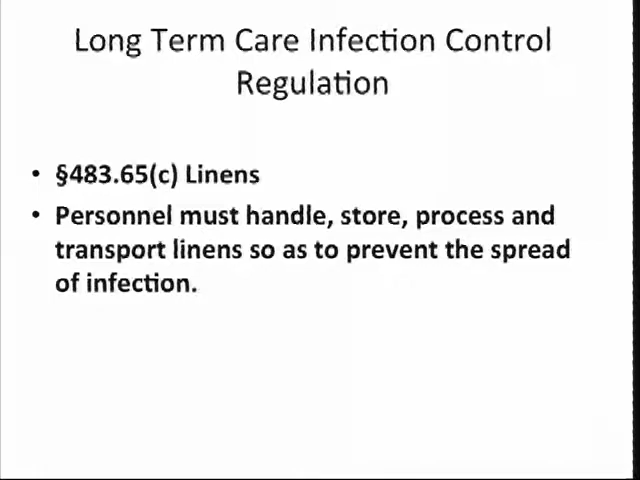 Long Term Care Infection Control
Regulation
• §483.65(c) Linens
• Personnel must handle, store, process and
transport linens so as to prevent the spread
of infection.